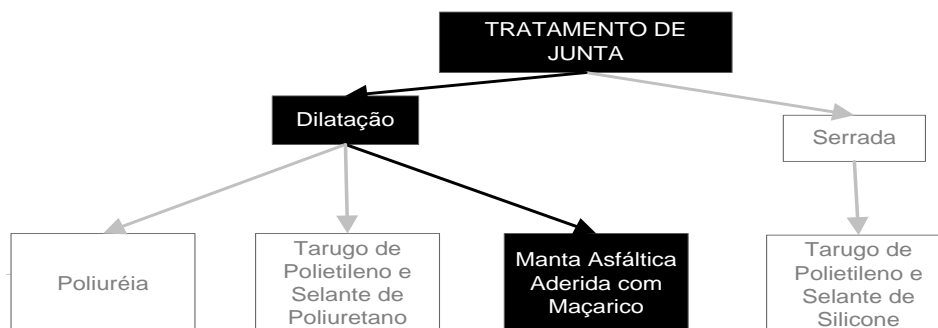 TRATAMENTO DE
JUNTA
Dilatação
Serrada
Poliuréia
Tarugo de
Polietileno e
Selante de
Poliuretano
Manta Asfáltica
Aderida com
Maçarico
Tarugo de
Polietileno e
Selante de
Silicone